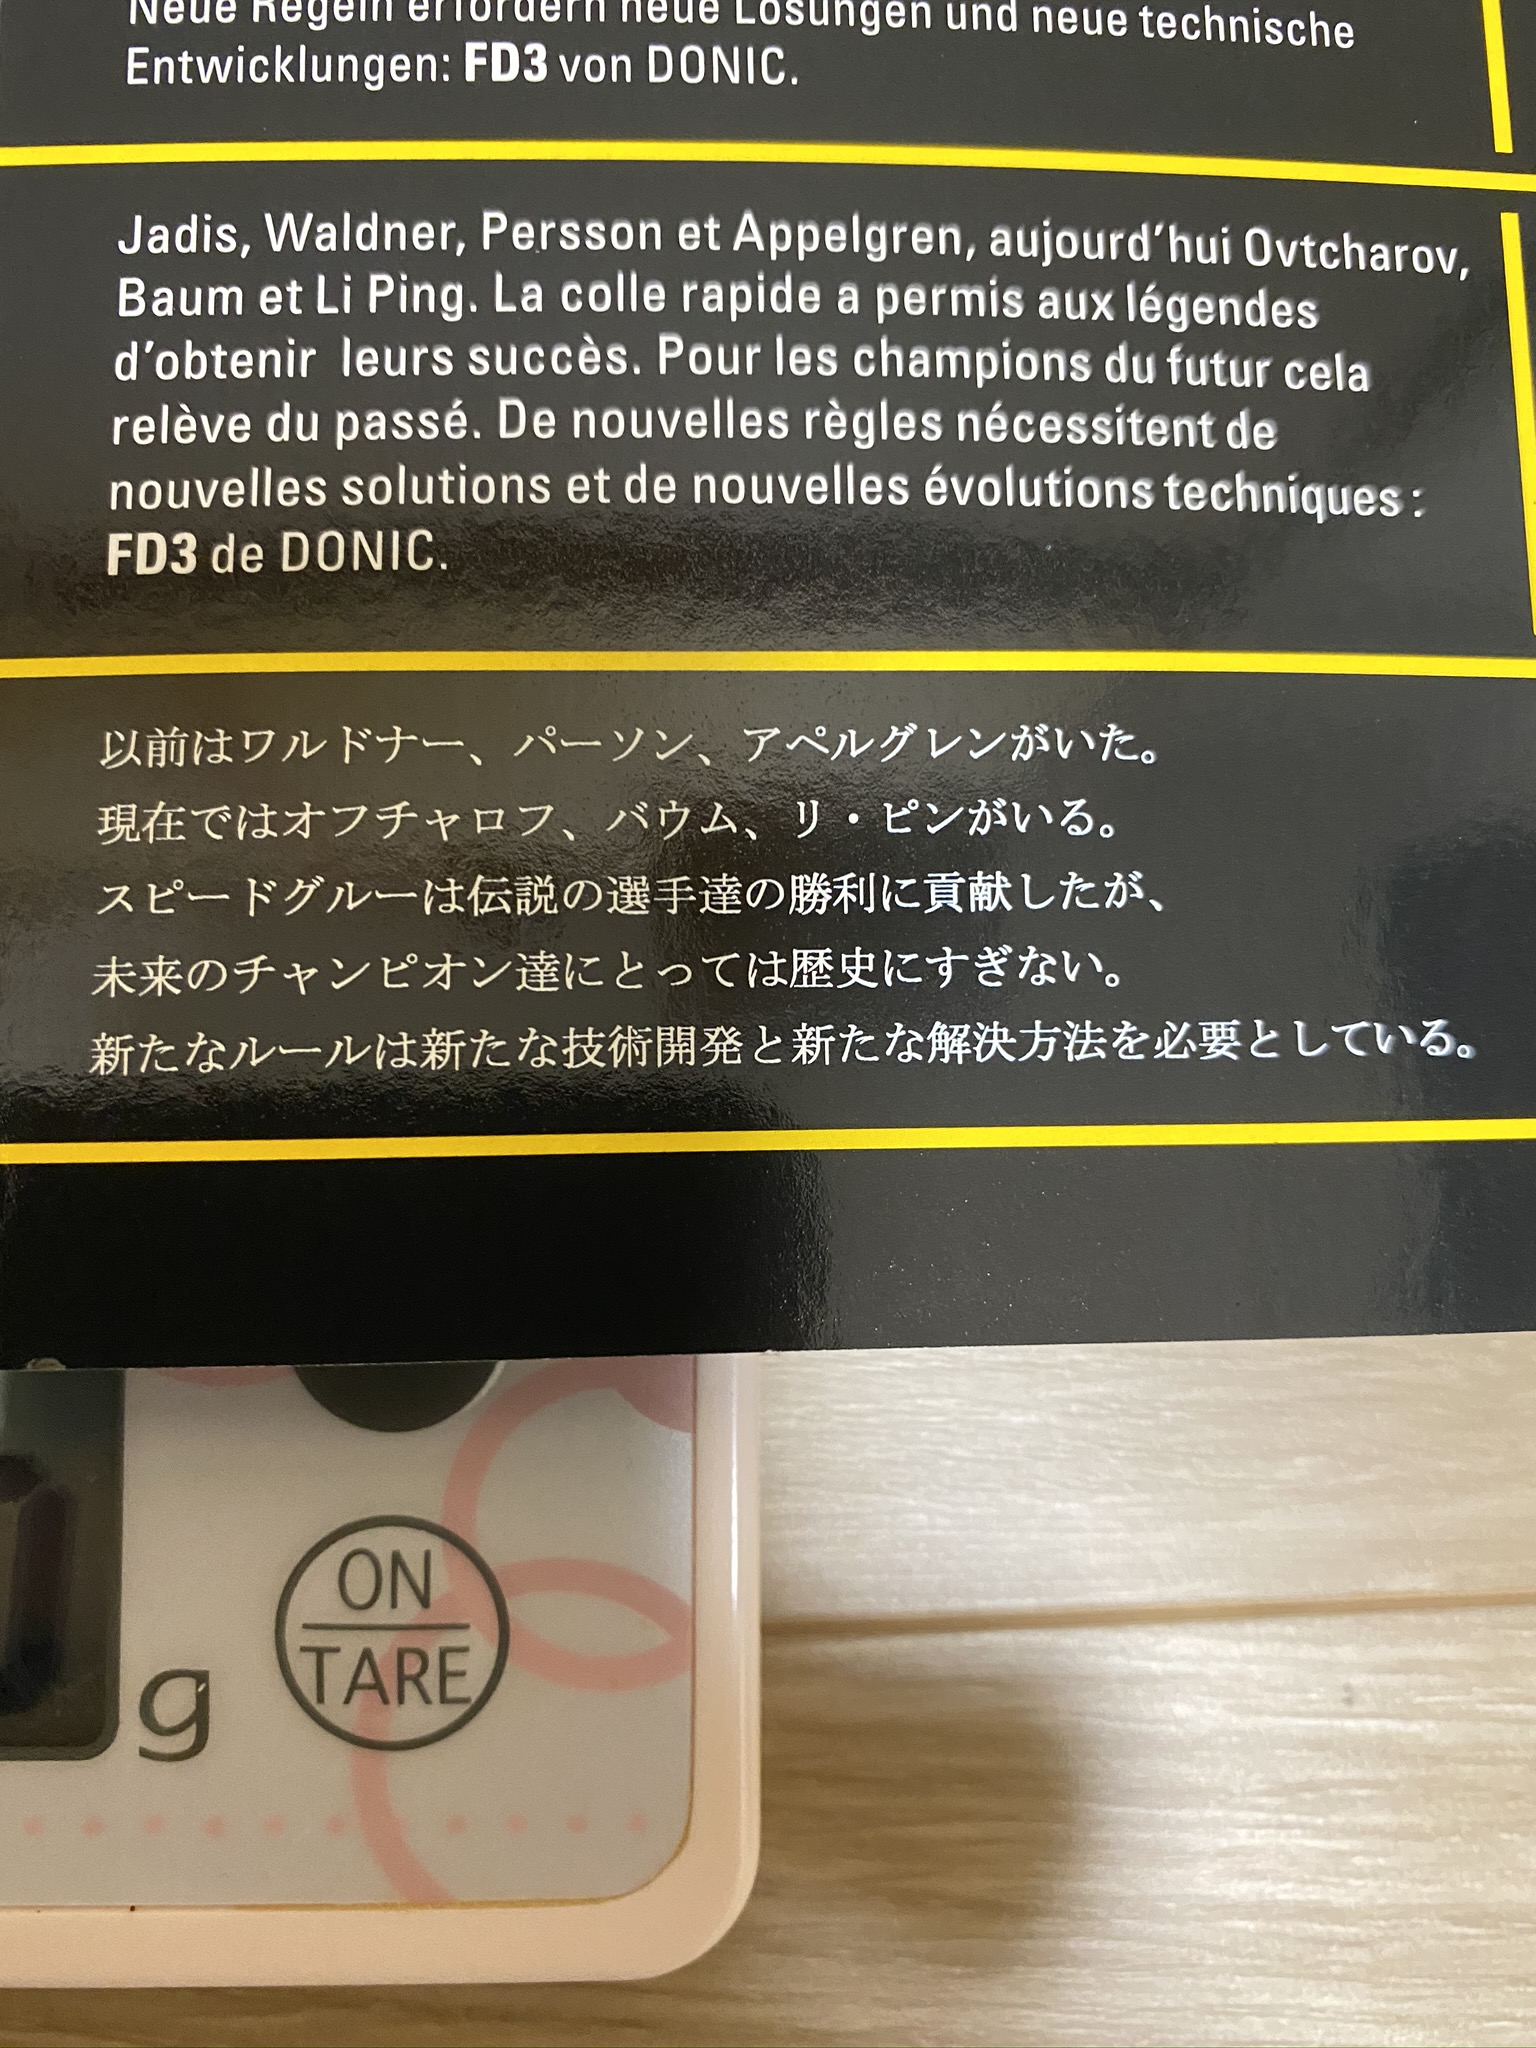 Neue Regeln erfordern neue Lösungen und neue technische
Entwicklungen: FD3 von DONIC.
Jadis, Waldner, Persson et Appelgren, aujourd'hui Ovtcharov,
Baum et Li Ping. La colle rapide a permis aux légendes
d'obtenir leurs succès. Pour les champions du futur cela
relève du passé. De nouvelles règles nécessitent de
nouvelles solutions et de nouvelles évolutions techniques :
FD3 de DONIC.
以前はワルドナー、パーソン、アペルグレンがいた。
現在ではオフチャロフ、バウム、リ・ピンがいる。
スピードグルーは伝説の選手達の勝利に貢献したが、
未来のチャンピオン達にとっては歴史にすぎない。
新たなルールは新たな技術開発と新たな解決方法を必要としている。
ON
TARE
g